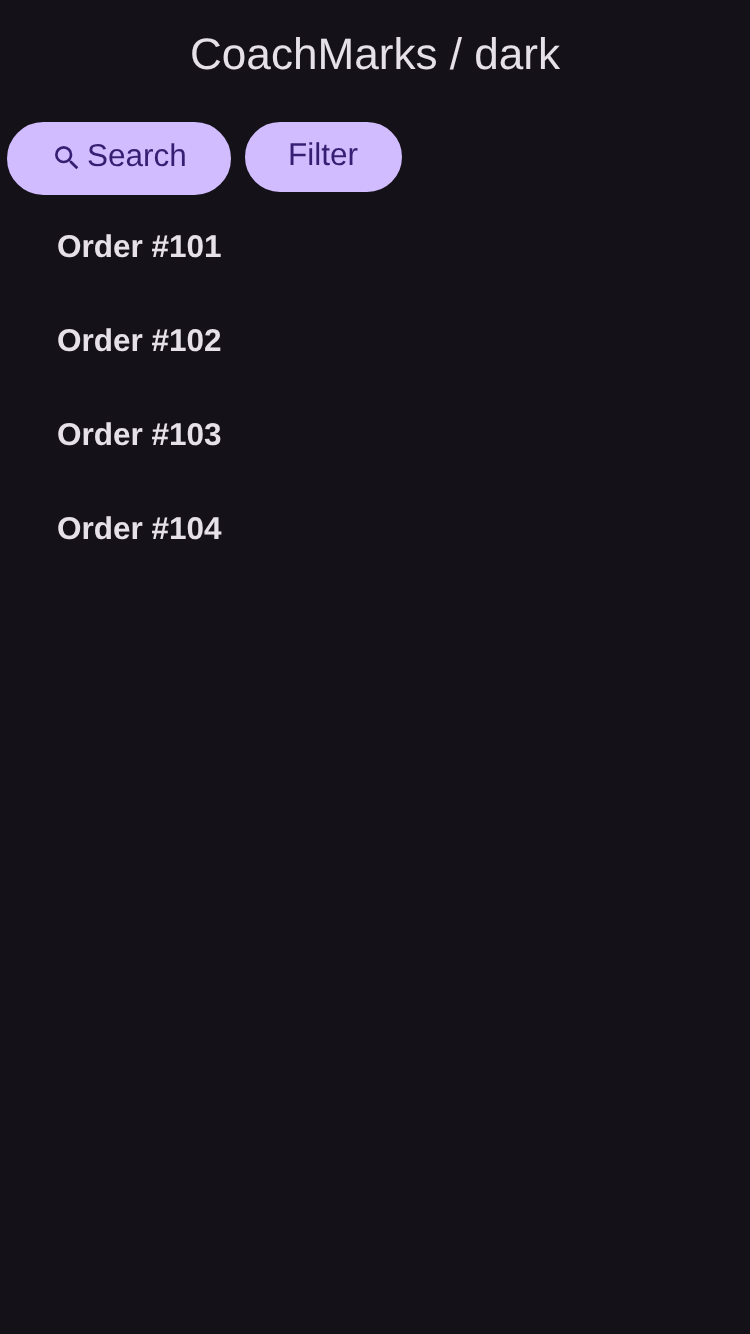 CoachMarks / dark
Search
Filter
Order #101
Order #102
Order #103
Order #104